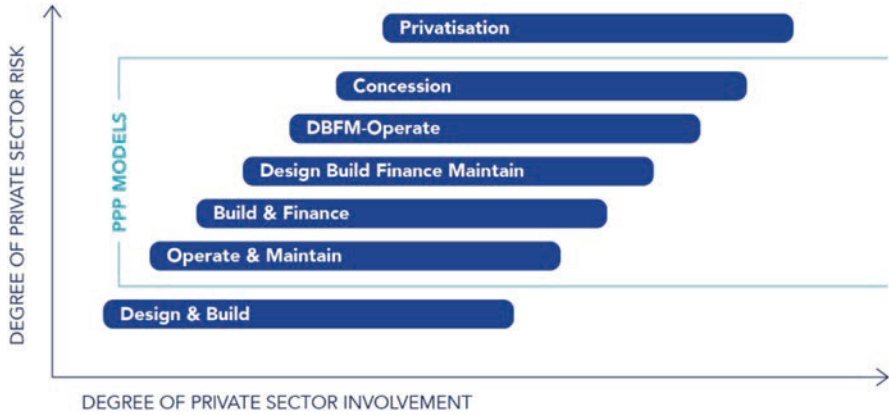 DEGREE OF PRIVATE SECTOR RISK
PPP MODELS
Privatisation
Concession
DBFM-Operate
Design Build Finance Maintain
Build & Finance
Operate & Maintain
Design & Build
DEGREE OF PRIVATE SECTOR INVOLVEMENT